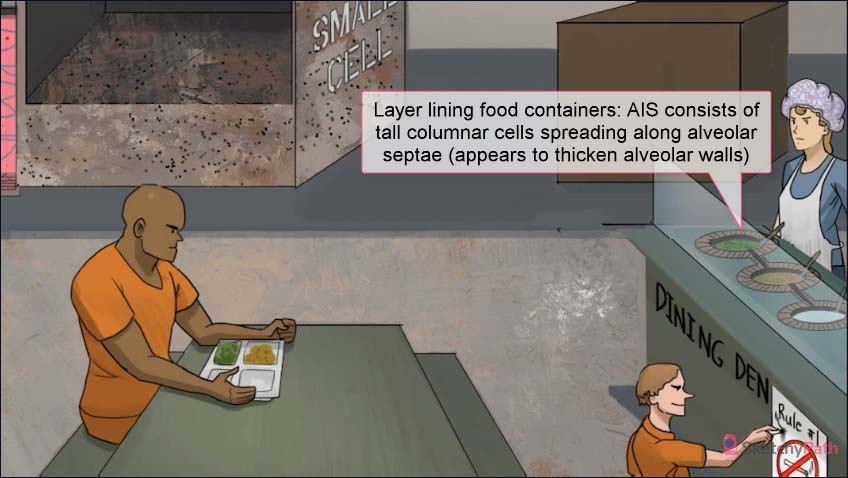 SMALL
CELL
Layer lining food containers: AIS consists of
tall columnar cells spreading along alveolar
septae (appears to thicken alveolar walls)
DINING DEN
Rule #1
SketchyPath